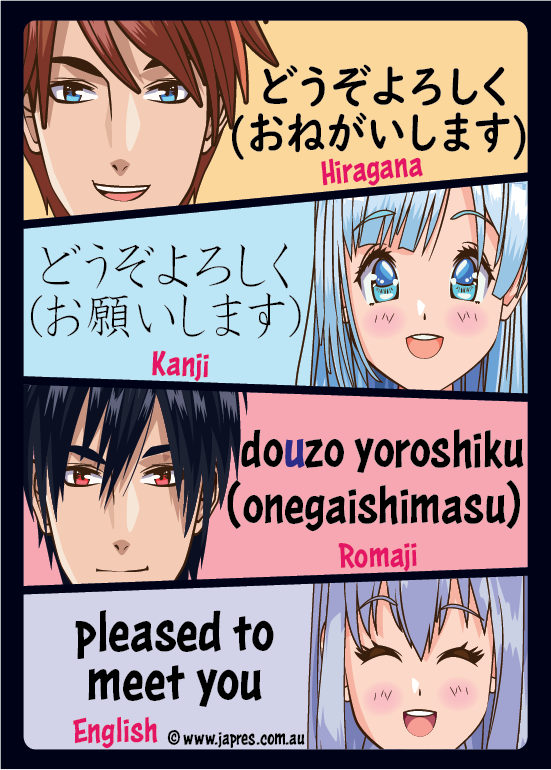 どうぞよろしく
(おねがいします)
Hiragana
どうぞよろしく
(お願いします)
Kanji
douzo yoroshiku
(onegaishimasu)
Romaji
pleased to
meet you
English © www.japres.com.au